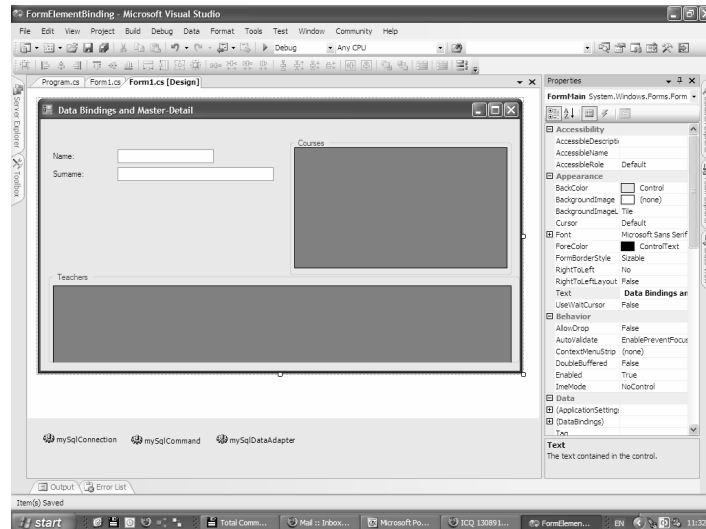 FormElementBinding - Microsoft Visual Studio
File Edit View Project Build Debug Data Format Tools Test Window Community Help
Debug Any CPU
Program.cs Form1.cs Form1.cs [Design]
Server Explorer
Toolbox
Data Bindings and Master-Detail
Name:
Surname:
Courses
Teachers
mySqlConnection mySqlCommand mySqlDataAdapter
Output Error List
Properties
FormMain System.Windows.Forms.Form
Accessibility
AccessibleDescripti
AccessibleName
AccessibleRole Default
Appearance
BackColor Control
BackgroundImage (none)
BackgroundImageL Tile
Cursor Default
Font Microsoft Sans Serif
ForeColor ControlText
FormBorderStyle Sizable
RightToLeft No
RightToLeftLayout False
Text Data Bindings an
UseWaitCursor False
Behavior
AllowDrop False
AutoValidate EnablePreventFocus
ContextMenuStrip (none)
DoubleBuffered False
Enabled True
ImeMode NoControl
Data
(ApplicationSetting
(DataBindings)
Tag
Text
The text contained in the control.
Item(s) Saved
start Total Comm... Mail :: Inbox... Microsoft Po... ICQ 130891... FormElemen... EN 11:32